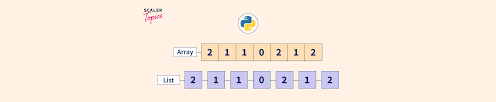 SCALER
Topics
Array 2 1 1 0 2 1 2
List 2 1 1 0 2 1 2